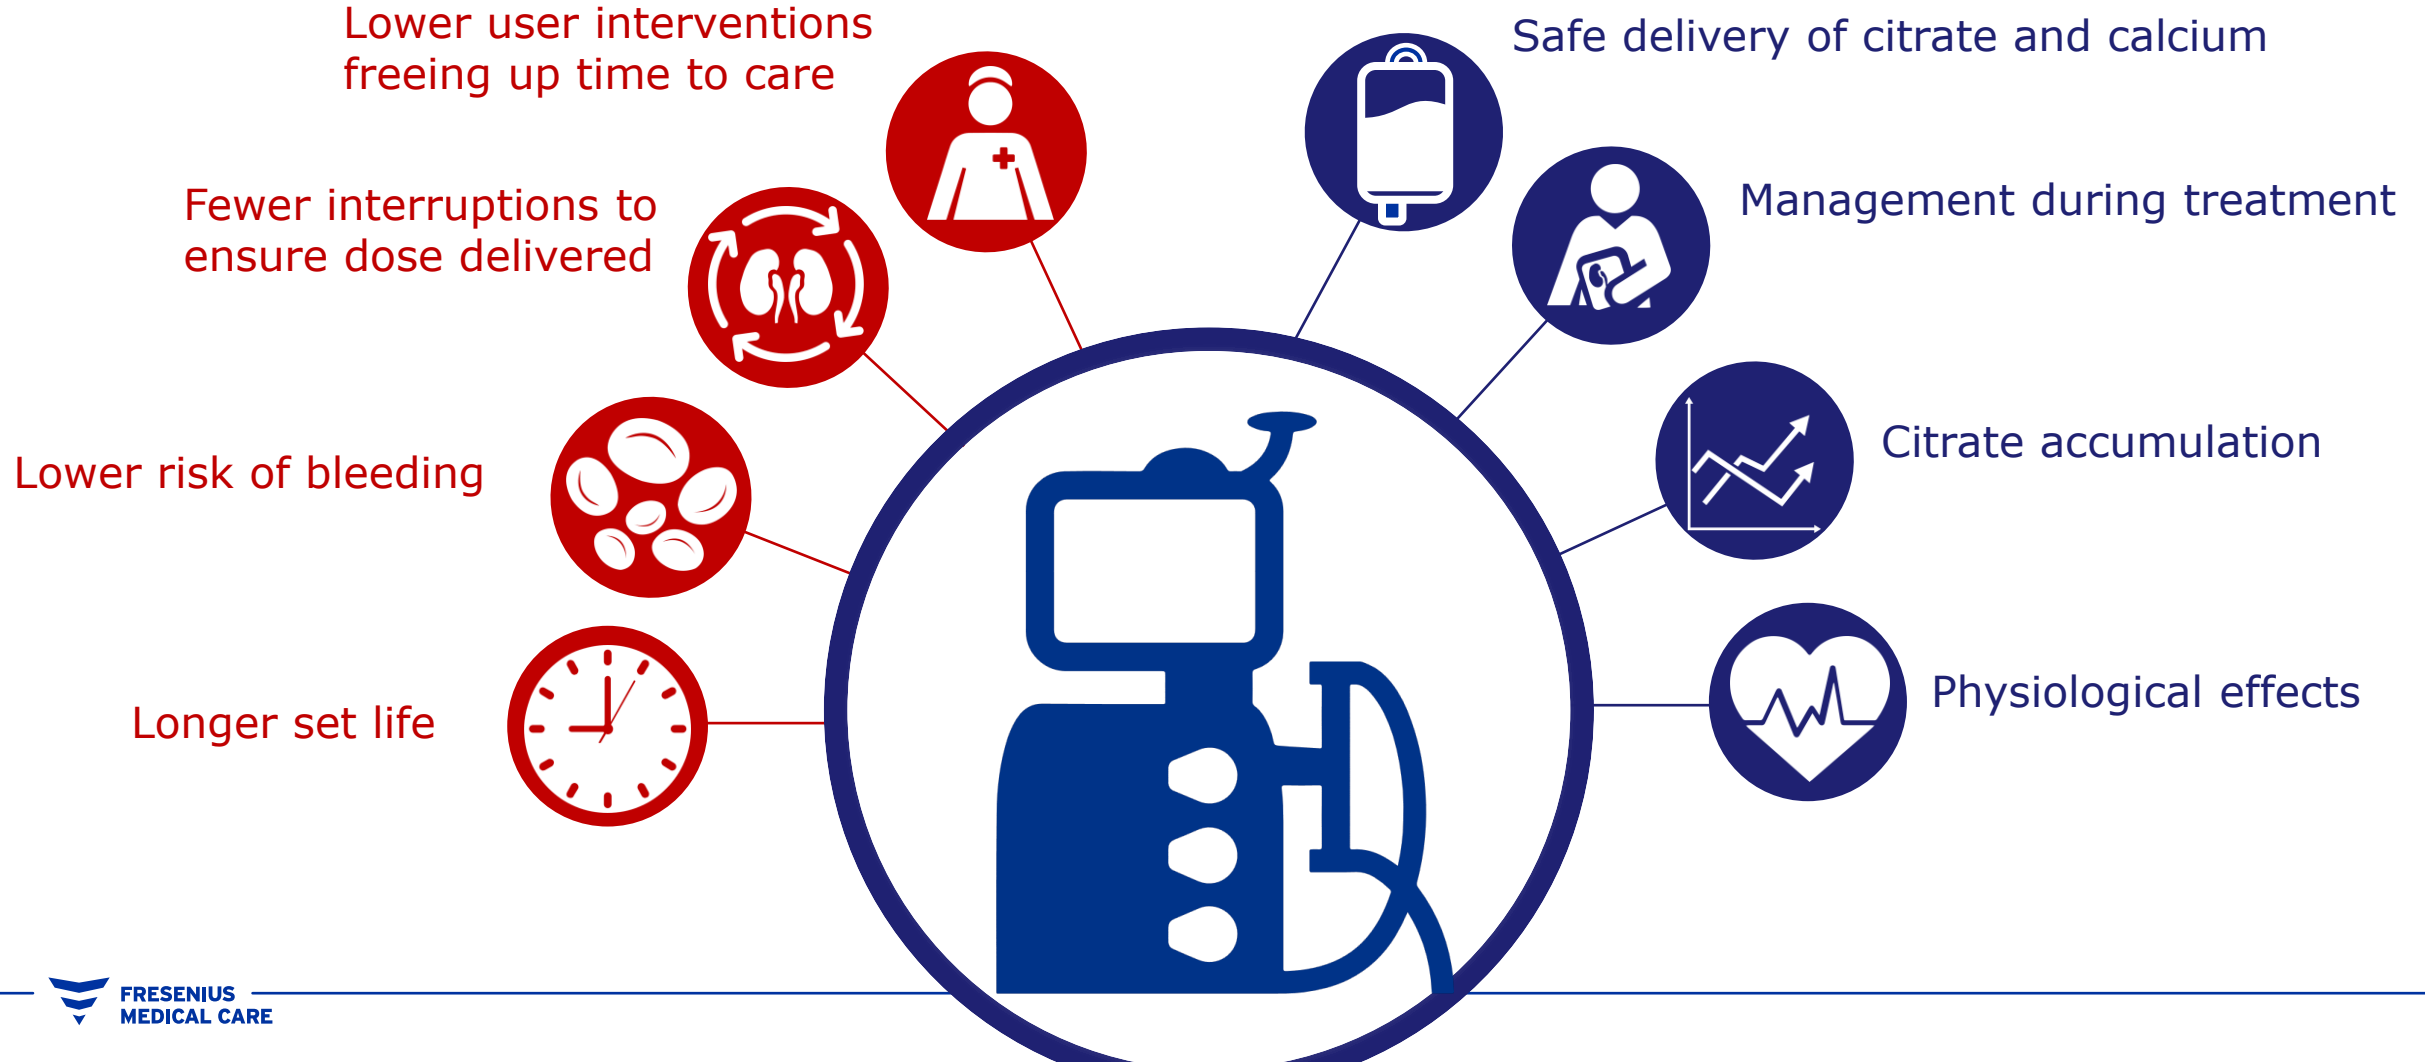 Lower user interventions
freeing up time to care
Fewer interruptions to
ensure dose delivered
Lower risk of bleeding
Longer set life
Safe delivery of citrate and calcium
Management during treatment
Citrate accumulation
Physiological effects
FRESENIUS
MEDICAL CARE